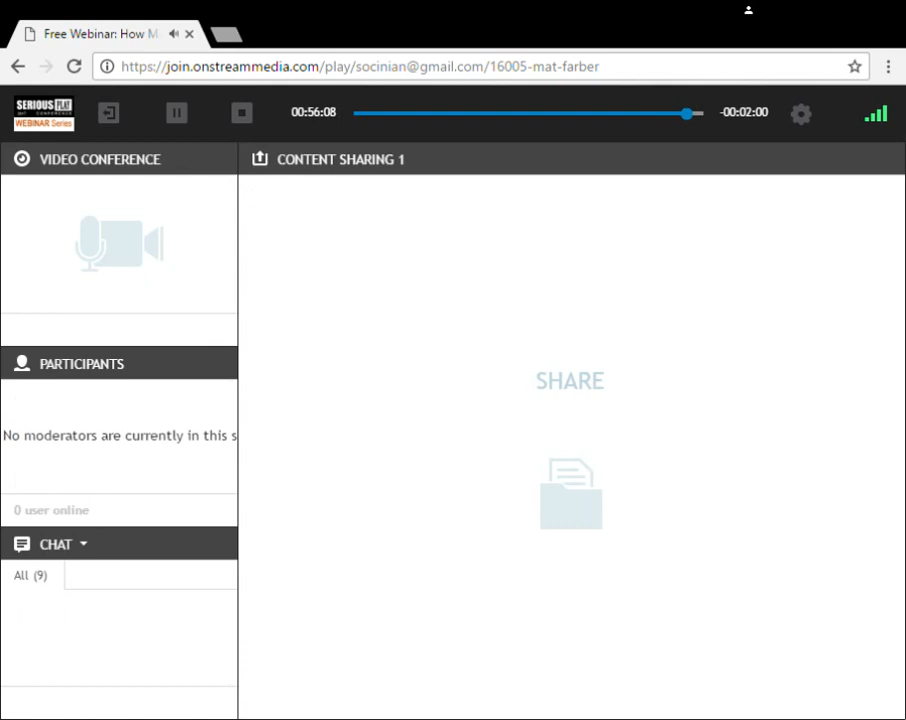 Free Webinar: How M
https://join.onstreammedia.com/play/socinian@gmail.com/16005-mat-farber
SERIOUS PLAY
CONFERENCE
WEBINAR Series
00:56:08
-00:02:00
VIDEO CONFERENCE
CONTENT SHARING 1
SHARE
PARTICIPANTS
No moderators are currently in this s
0 user online
CHAT
All (9)